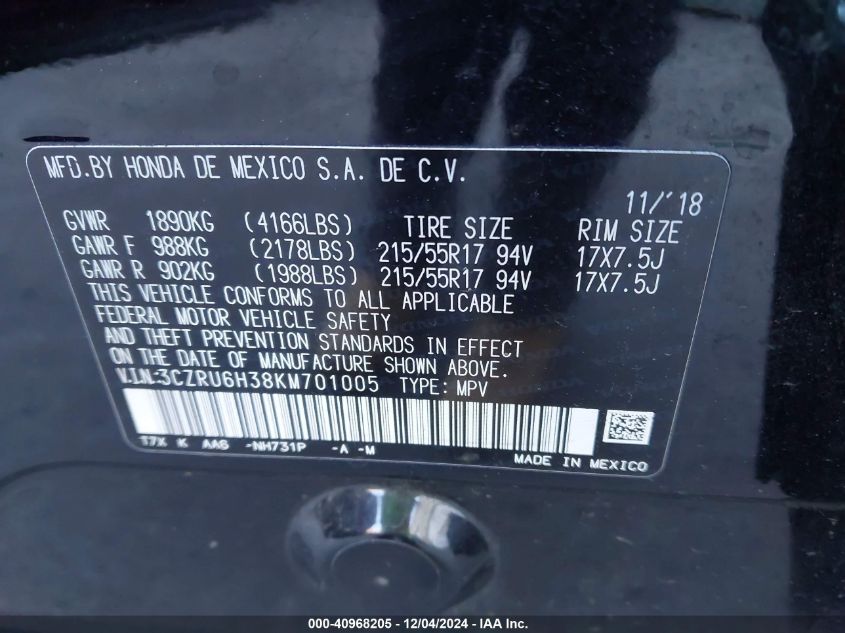 MFD.BY HONDA DE MEXICO S.A. DE C.V.
11/'18
GVWR 1890KG (4166LBS) TIRE SIZE RIM SIZE
GAWR F 988KG (2178LBS) 215/55R17 94V 17X7.5J
GAWR R 902KG (1988LBS) 215/55R17 94V 17X7.5J
THIS VEHICLE CONFORMS TO ALL APPLICABLE
FEDERAL MOTOR VEHICLE SAFETY
AND THEFT PREVENTION STANDARDS IN EFFECT
ON THE DATE OF MANUFACTURE SHOWN ABOVE.
V.I.N:3CZRU6H38KM701005 TYPE: MPV
T7X K AAG -NH731P -A -M
MADE IN MEXICO
000-40968205 - 12/04/2024 - IAA Inc.